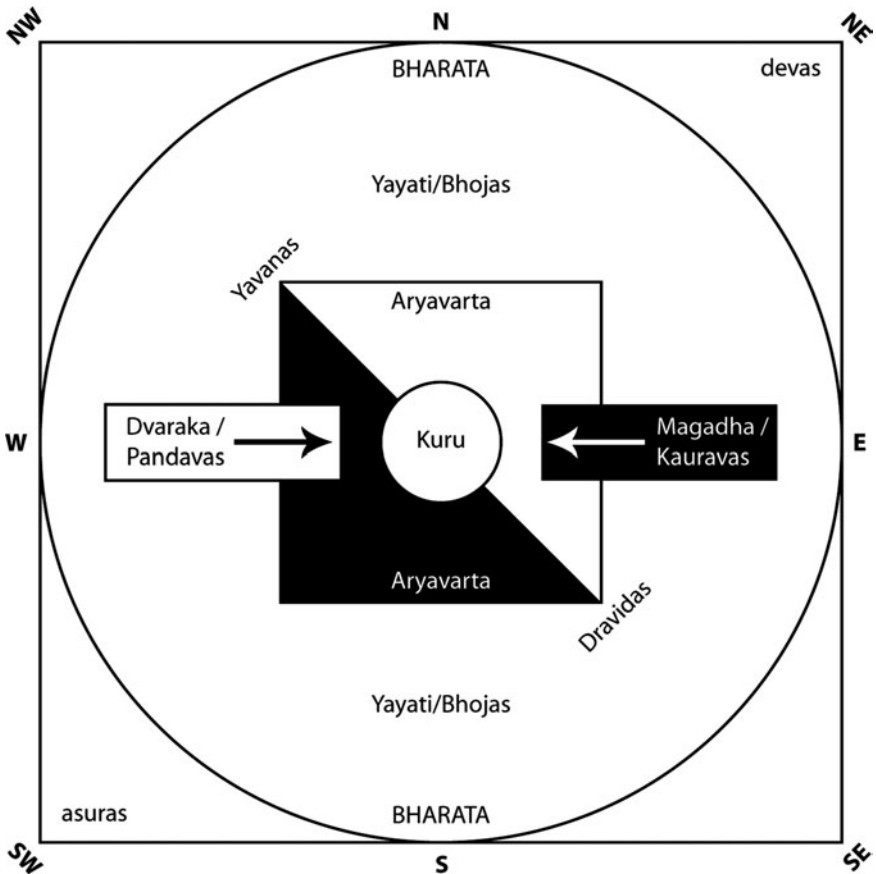 NW
N
NE
BHARATA
devas
Yayati/Bhojas
Yavanas
Aryavarta
W
Dvaraka /
Pandavas
Kuru
Magadha /
Kauravas
E
Aryavarta
Dravidas
Yayati/Bhojas
asuras
BHARATA
SW
S
SE